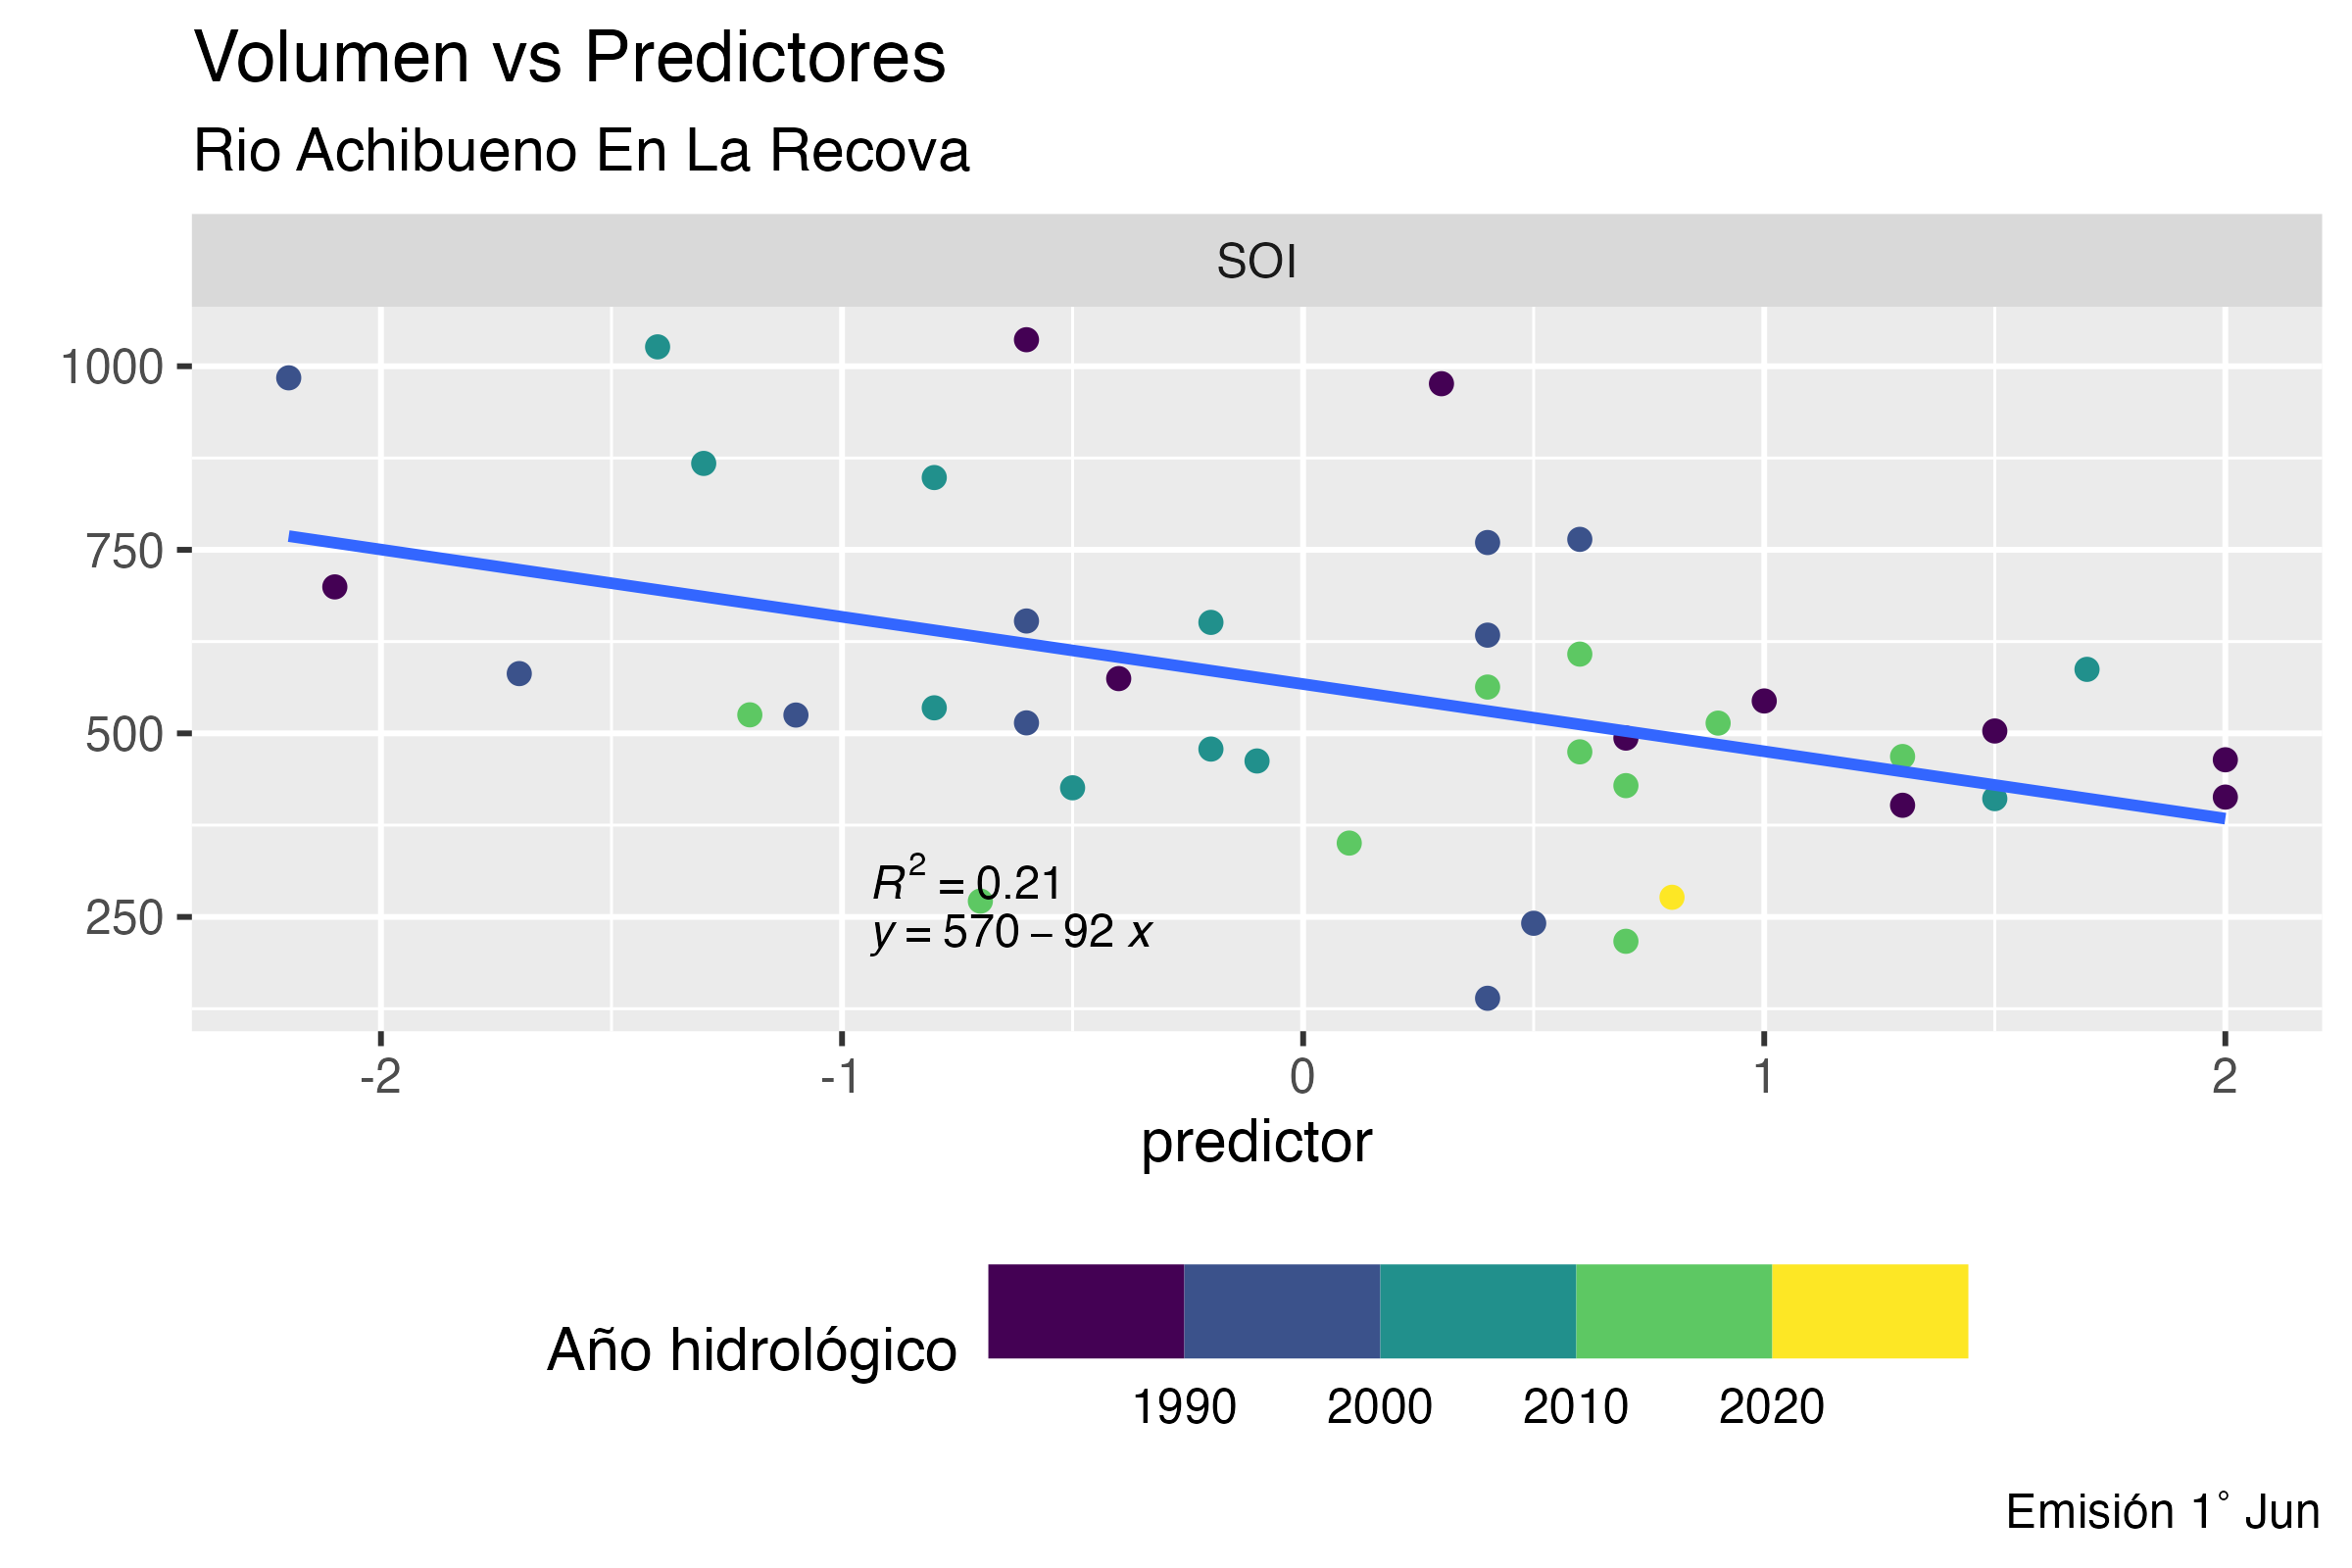 Volumen vs Predictores
Rio Achibueno En La Recova
SOI
1000
750
500
250
R² = 0.21
y = 570 − 92 x
-2 -1 0 1 2
predictor
Año hidrológico
1990 2000 2010 2020
Emisión 1° Jun